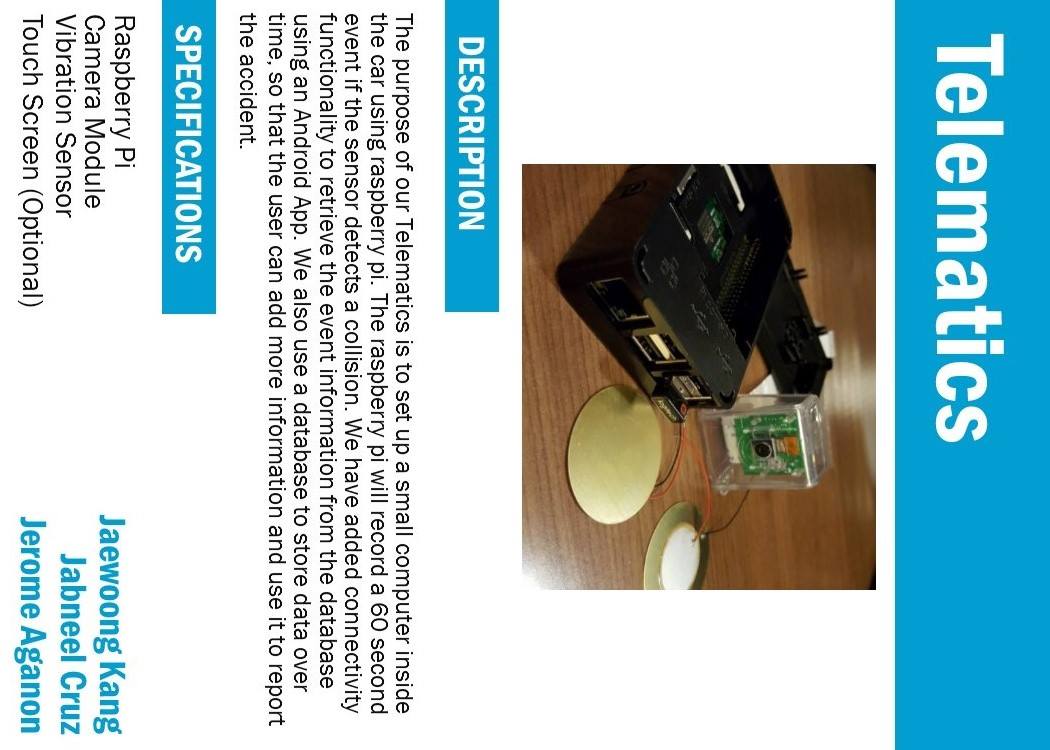 Telematics
DESCRIPTION
The purpose of our Telematics is to set up a small computer inside
the car using raspberry pi. The raspberry pi will record a 60 second
event if the sensor detects a collision. We have added connectivity
functionality to retrieve the event information from the database
using an Android App. We also use a database to store data over
time, so that the user can add more information and use it to report
the accident.
SPECIFICATIONS
Raspberry Pi
Camera Module
Vibration Sensor
Touch Screen (Optional)
Jaewoong Kang
Jabneel Cruz
Jerome Aganon